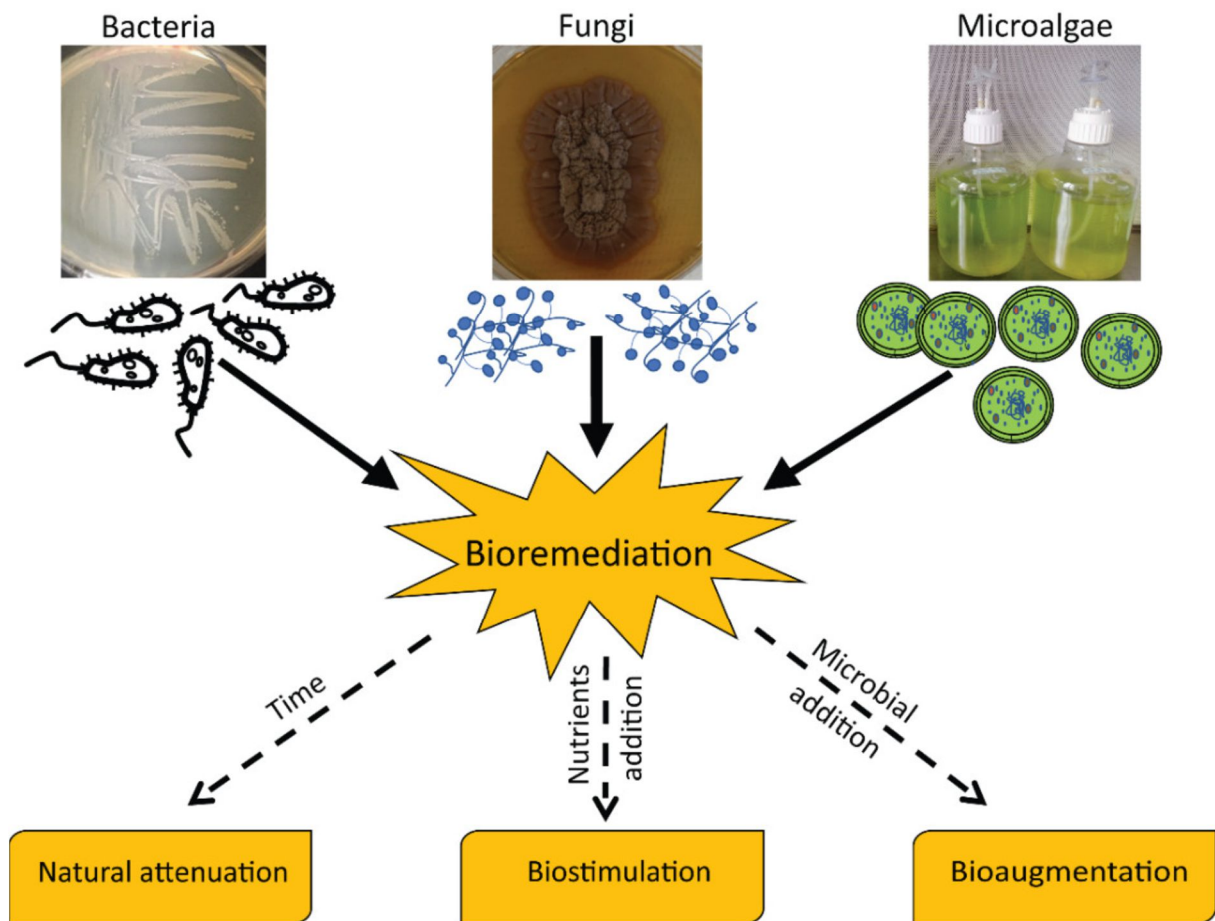 Bacteria
Fungi
Microalgae
Bioremediation
Time
Nutrients
addition
Microbial
addition
Natural attenuation
Biostimulation
Bioaugmentation